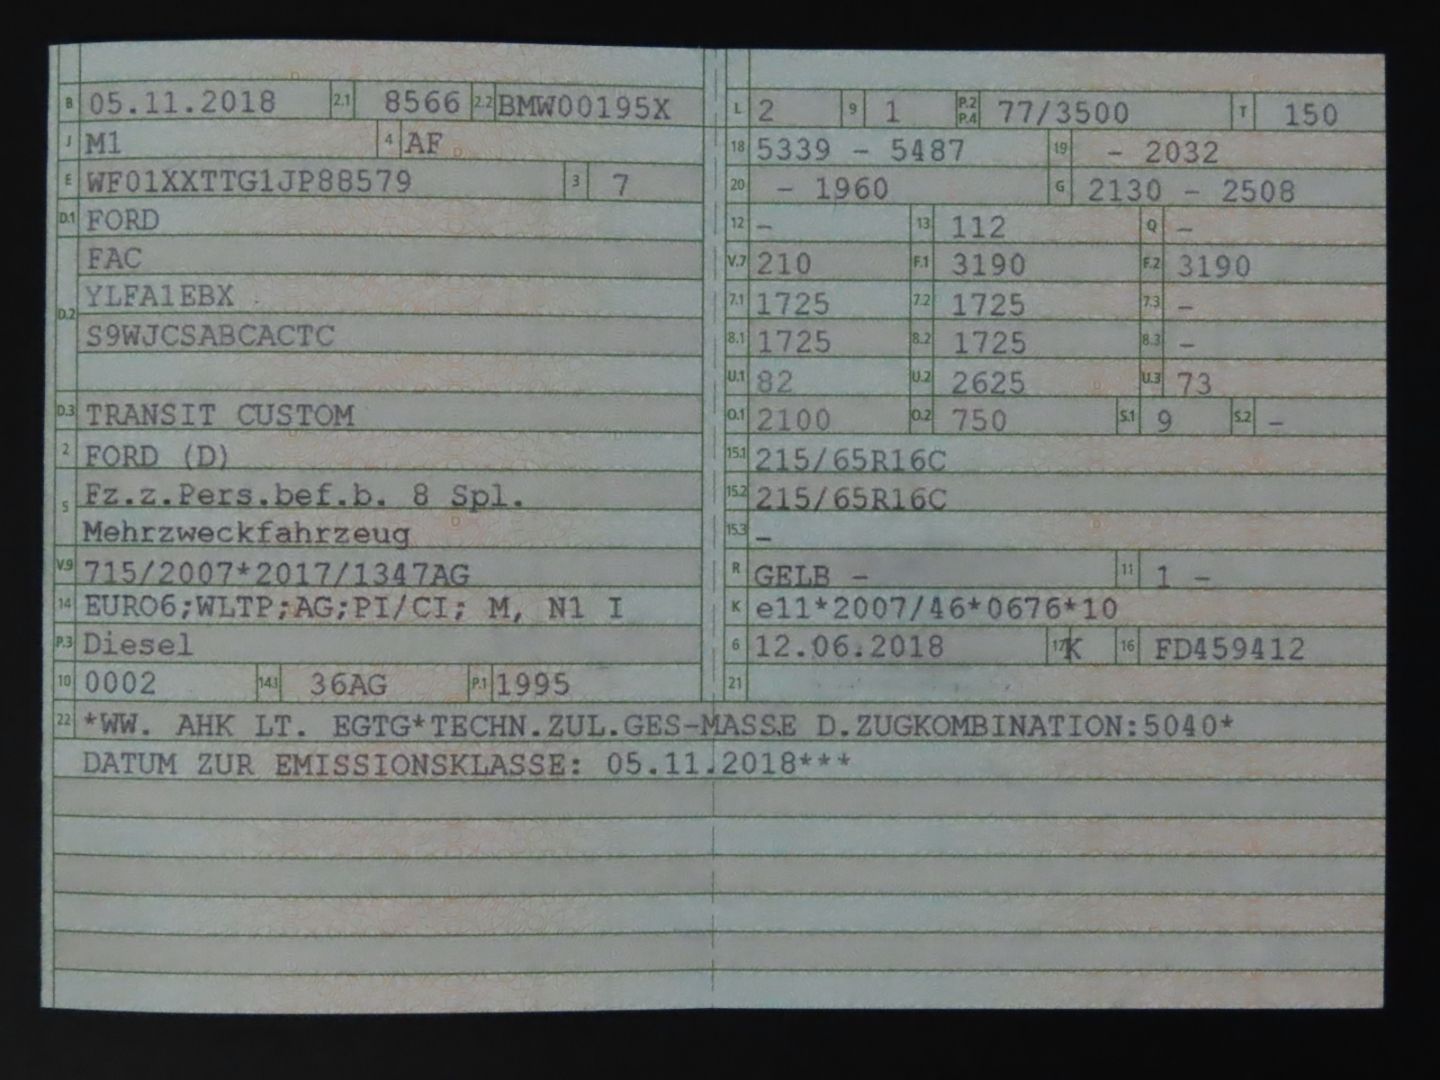 B 05.11.2018 2.1 8566 2.2 BMW00195X
J M1 4 AF
E WF01XXTTG1JP88579 3 7
D.1 FORD
FAC
D.2 YLFA1EBX
S9WJCSABCACTC
D.3 TRANSIT CUSTOM
2 FORD (D)
5 Fz.z.Pers.bef.b. 8 Spl.
Mehrzweckfahrzeug
V.9 715/2007*2017/1347AG
14 EURO6;WLTP;AG;PI/CI; M, N1 I
P.3 Diesel
10 0002 14.1 36AG P.1 1995
L 2 9 1 P.2 P.4 77/3500 T 150
18 5339 - 5487 19 - 2032
20 - 1960 G 2130 - 2508
12 - 13 112 Q -
V.7 210 F.1 3190 F.2 3190
7.1 1725 7.2 1725 7.3 -
8.1 1725 8.2 1725 8.3 -
U.1 82 U.2 2625 U.3 73
O.1 2100 O.2 750 S.1 9 S.2 -
15.1 215/65R16C
15.2 215/65R16C
15.3 -
R GELB - 11 1 -
K e11*2007/46*0676*10
6 12.06.2018 17 K 16 FD459412
21
22 *WW. AHK LT. EGTG*TECHN.ZUL.GES-MASSE D.ZUGKOMBINATION:5040*
DATUM ZUR EMISSIONSKLASSE: 05.11.2018***